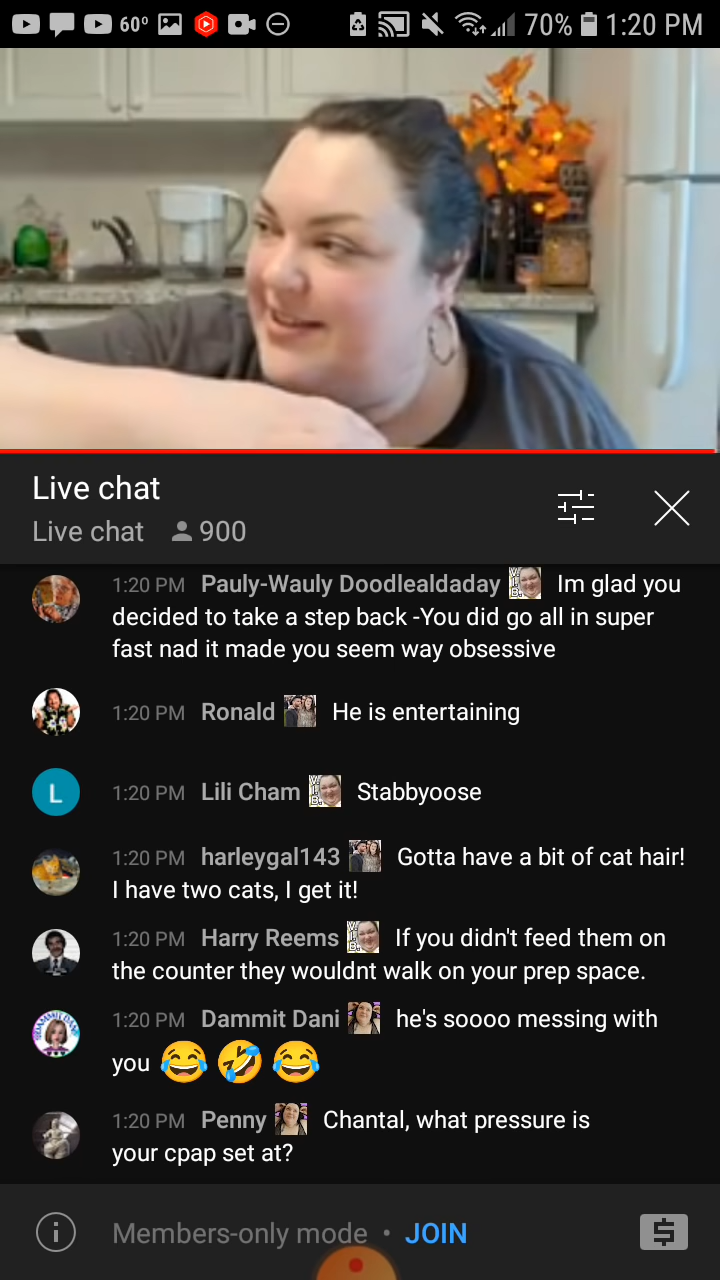 60° 70% 1:20 PM
Live chat
Live chat 900
1:20 PM Pauly-Wauly Doodlealdaday Im glad you
decided to take a step back -You did go all in super
fast nad it made you seem way obsessive
1:20 PM Ronald He is entertaining
L 1:20 PM Lili Cham Stabbyoose
1:20 PM harleygal143 Gotta have a bit of cat hair!
I have two cats, I get it!
1:20 PM Harry Reems If you didn't feed them on
the counter they wouldnt walk on your prep space.
1:20 PM Dammit Dani he's soooo messing with
you 😂 🤣 😂
1:20 PM Penny Chantal, what pressure is
your cpap set at?
Members-only mode • JOIN